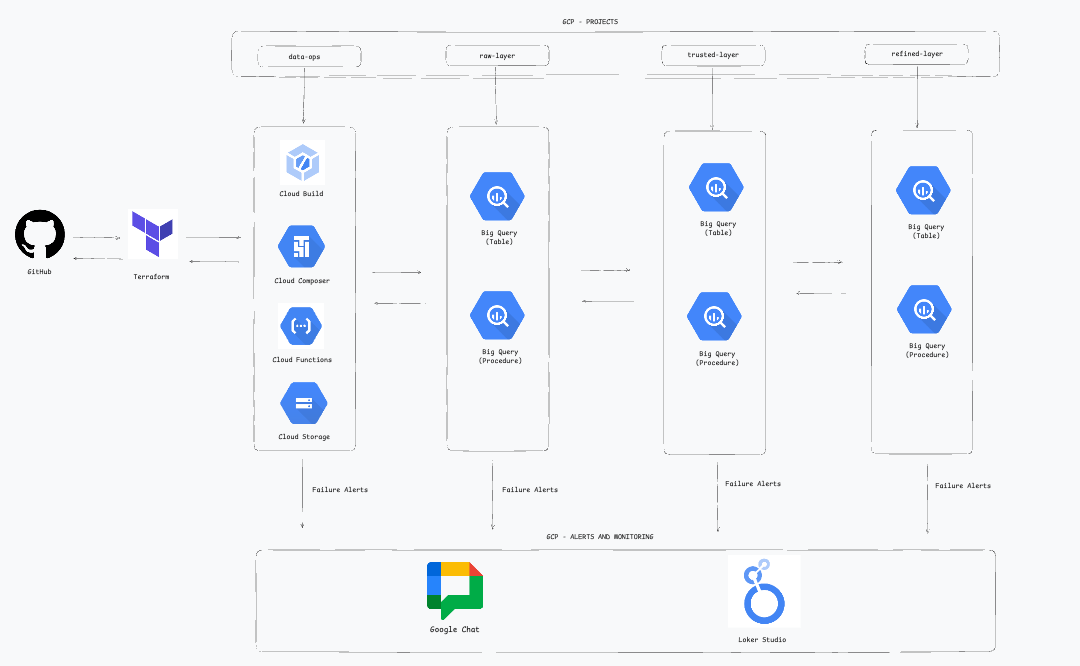 GCP - PROJECTS
data-ops
raw-layer
trusted-layer
refined-layer
Cloud Build
Cloud Composer
Cloud Functions
Cloud Storage
Big Query
(Table)
Big Query
(Procedure)
Big Query
(Table)
Big Query
(Procedure)
Big Query
(Table)
Big Query
(Procedure)
GitHub
Terraform
Failure Alerts
Failure Alerts
Failure Alerts
Failure Alerts
GCP - ALERTS AND MONITORING
Google Chat
Loker Studio